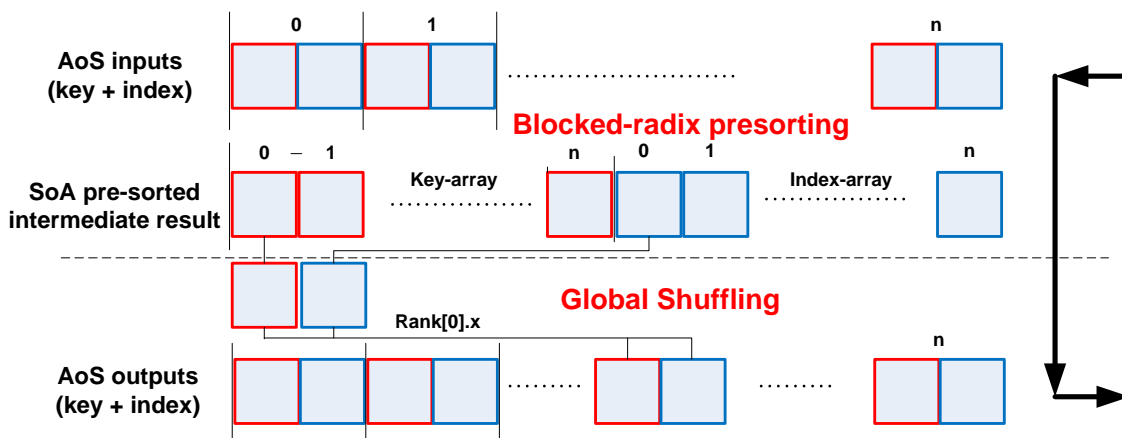 0 1 n
AoS inputs
(key + index)
Blocked-radix presorting
0 – 1 n 0 1 n
SoA pre-sorted
intermediate result
Key-array Index-array
Global Shuffling
Rank[0].x
n
AoS outputs
(key + index)